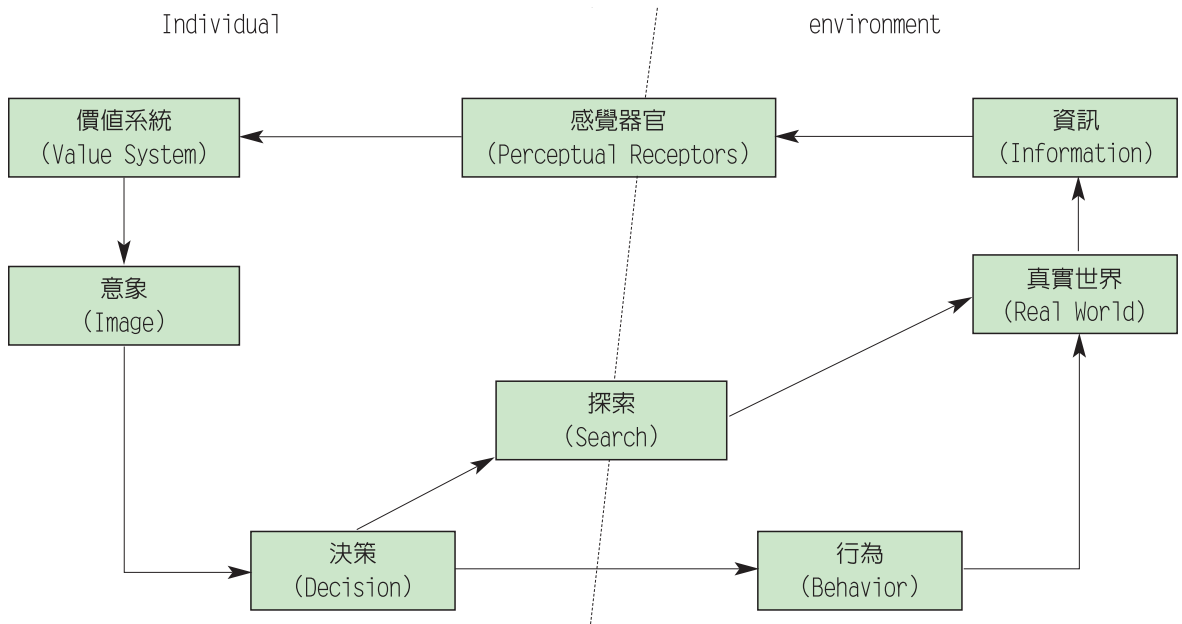 Individual
environment
價值系統
(Value System)
感覺器官
(Perceptual Receptors)
資訊
(Information)
意象
(Image)
真實世界
(Real World)
探索
(Search)
決策
(Decision)
行為
(Behavior)